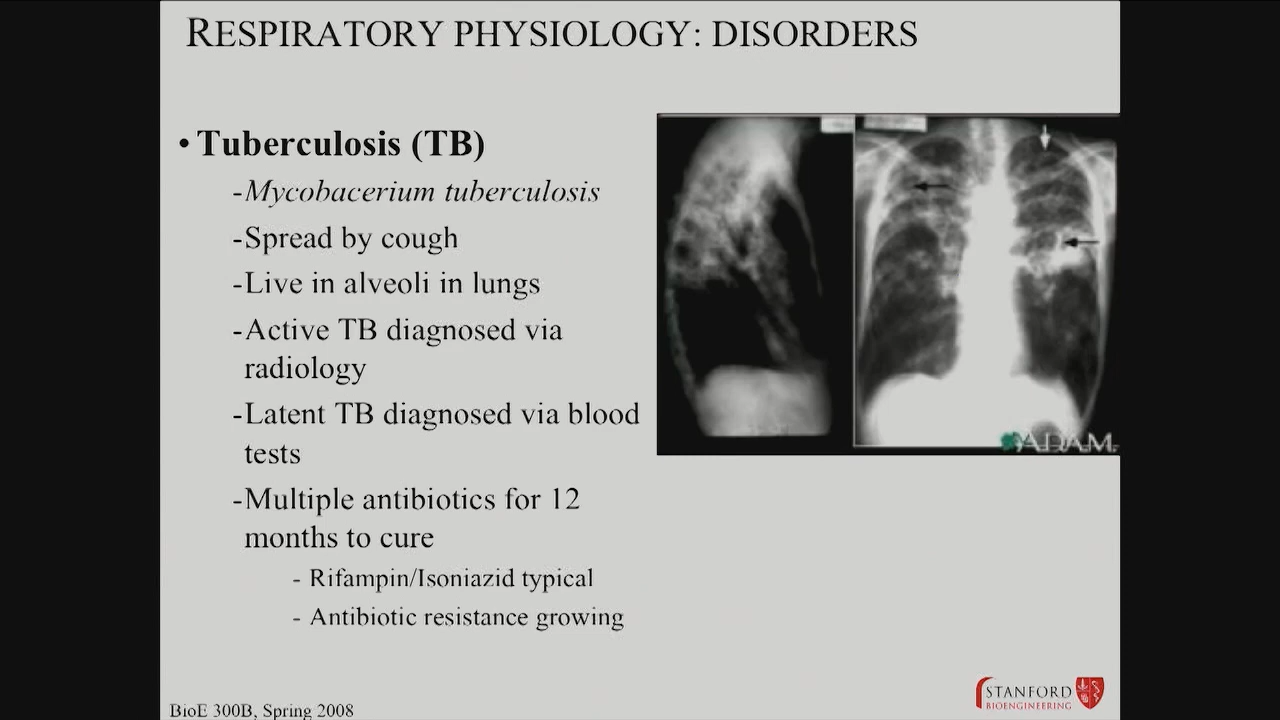 RESPIRATORY PHYSIOLOGY: DISORDERS
• Tuberculosis (TB)
-Mycobacerium tuberculosis
-Spread by cough
-Live in alveoli in lungs
-Active TB diagnosed via
radiology
-Latent TB diagnosed via blood
tests
-Multiple antibiotics for 12
months to cure
- Rifampin/Isoniazid typical
- Antibiotic resistance growing
A.D.A.M.
STANFORD
BIOENGINEERING
BioE 300B, Spring 2008